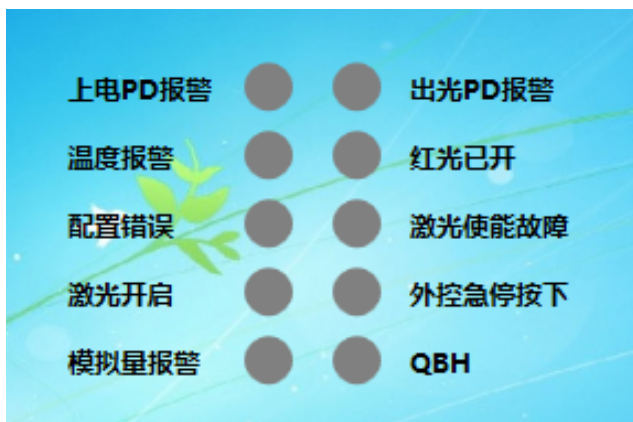 上电PD报警 出光PD报警
温度报警 红光已开
配置错误 激光使能故障
激光开启 外控急停按下
模拟量报警 QBH